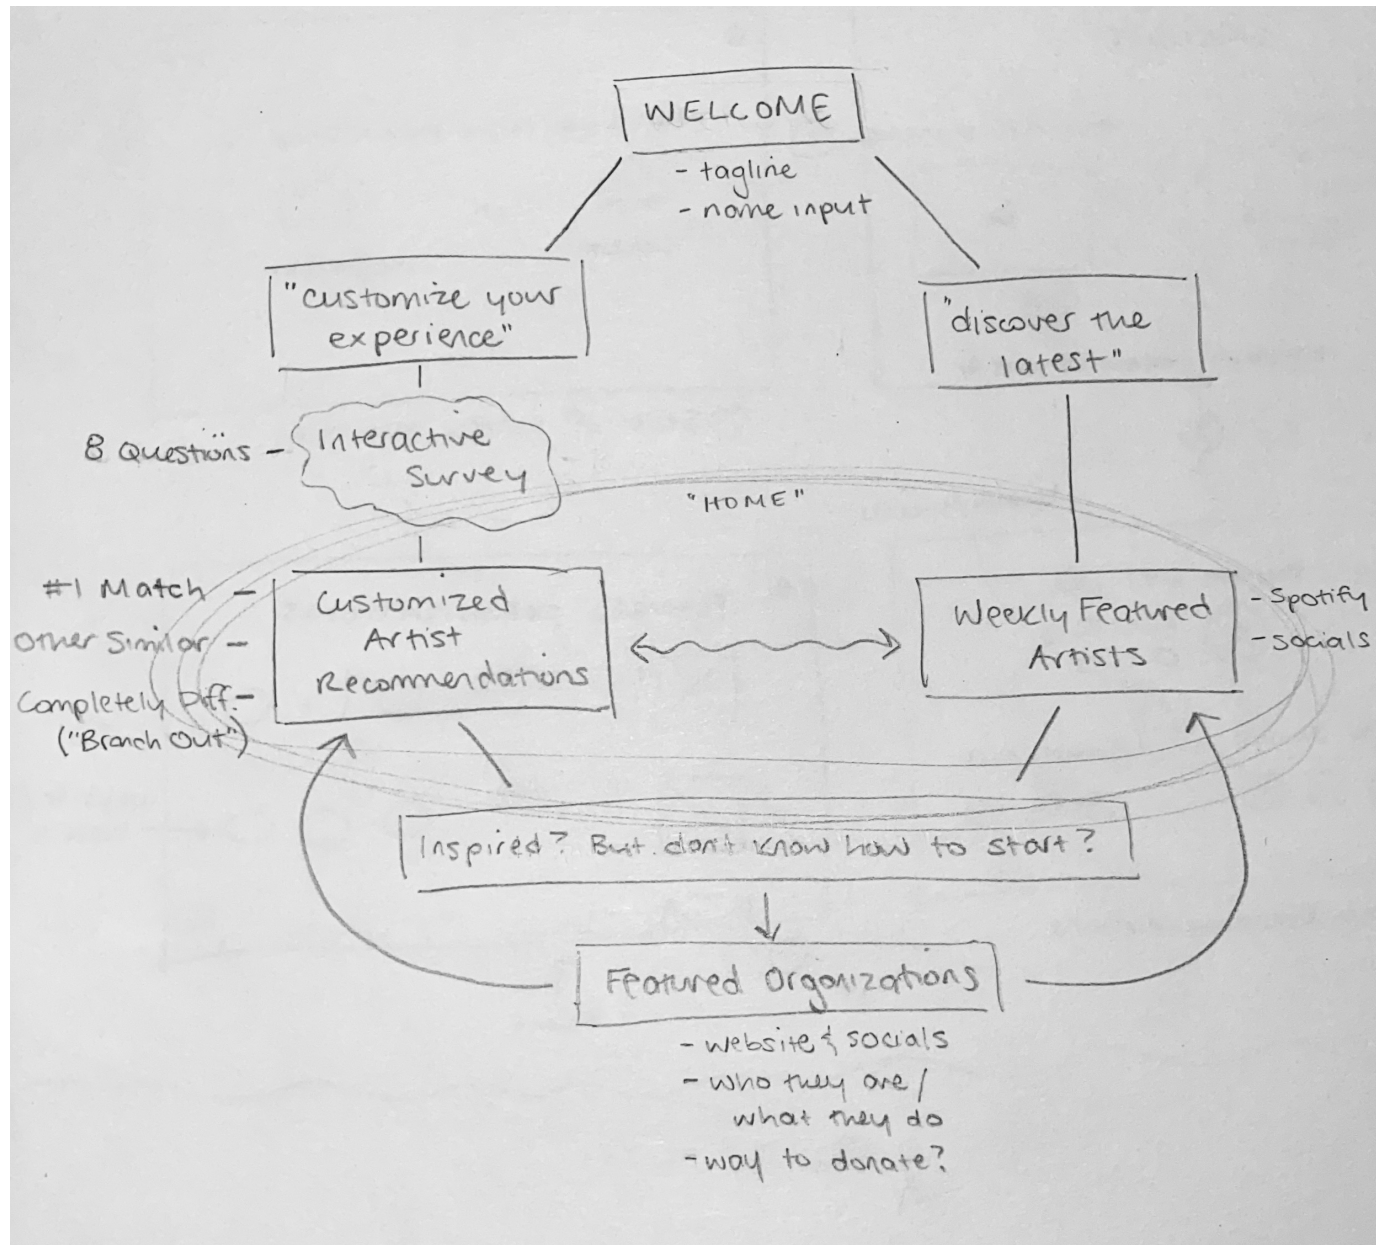 WELCOME
- tagline
- name input
"customize your
experience"
"discover the
latest"
8 Questions -
Interactive
Survey
"HOME"
#1 Match -
Other Similar -
Completely Diff. -
("Branch Out")
Customized
Artist
Recommendations
Weekly Featured
Artists
- Spotify
- socials
Inspired? But don't know how to start?
Featured Organizations
- website & socials
- who they are /
what they do
- way to donate?